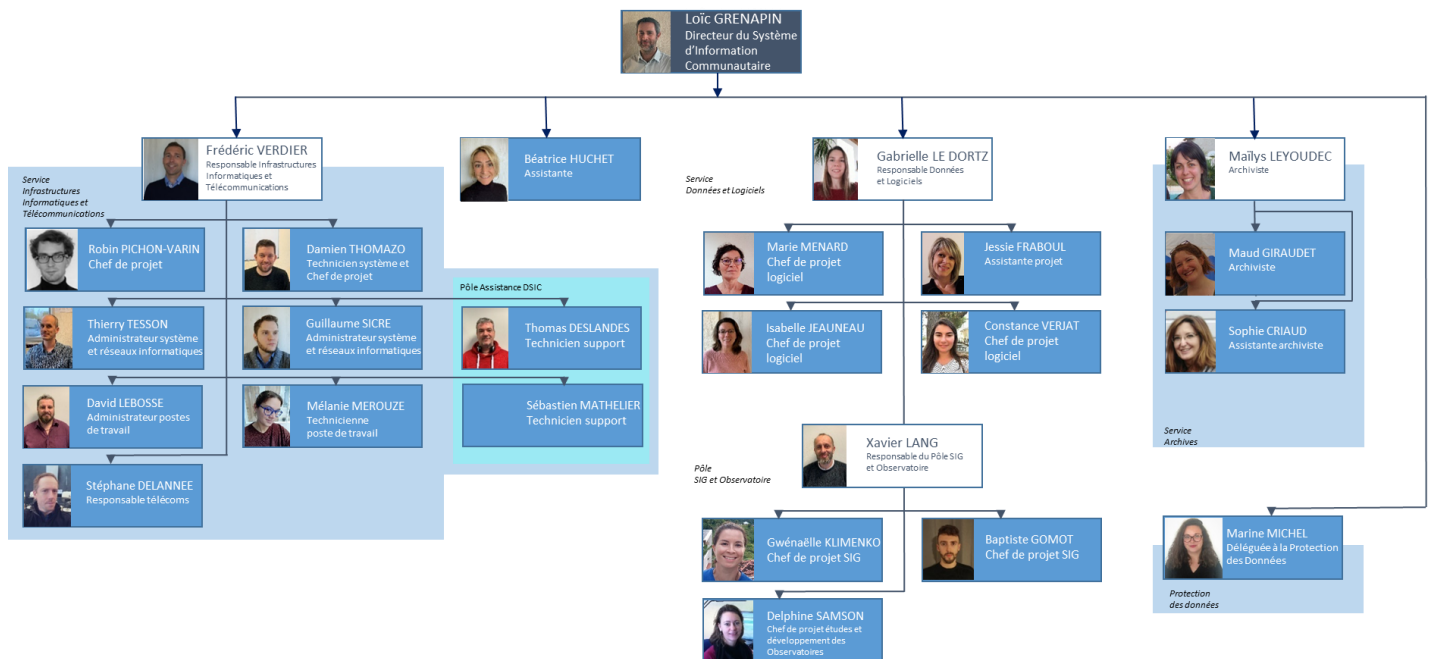 Loïc GRENAPIN
Directeur du Système
d'Information
Communautaire
Frédéric VERDIER
Responsable Infrastructures
Informatiques et
Télécommunications
Béatrice HUCHET
Assistante
Gabrielle LE DORTZ
Responsable Données
et Logiciels
Maïlys LEYOUDEC
Archiviste
Service
Infrastructures
Informatiques et
Télécommunications
Robin PICHON-VARIN
Chef de projet
Damien THOMAZO
Technicien système et
Chef de projet
Pôle Assistance DSIC
Thierry TESSON
Administrateur système
et réseaux informatiques
Guillaume SICRE
Administrateur système
et réseaux informatiques
Thomas DESLANDES
Technicien support
David LEBOSSE
Administrateur postes
de travail
Mélanie MEROUZE
Technicienne
poste de travail
Sébastien MATHELIER
Technicien support
Stéphane DELANNEE
Responsable télécoms
Service
Données et Logiciels
Marie MENARD
Chef de projet
logiciel
Jessie FRABOUL
Assistante projet
Isabelle JEAUNEAU
Chef de projet
logiciel
Constance VERJAT
Chef de projet
logiciel
Xavier LANG
Responsable du Pôle SIG
et Observatoire
Pôle
SIG et Observatoire
Gwénaëlle KLIMENKO
Chef de projet SIG
Baptiste GOMOT
Chef de projet SIG
Delphine SAMSON
Chef de projet études et
développement des
Observatoires
Maud GIRAUDET
Archiviste
Sophie CRIAUD
Assistante archiviste
Service
Archives
Marine MICHEL
Déléguée à la Protection
des Données
Protection
des données